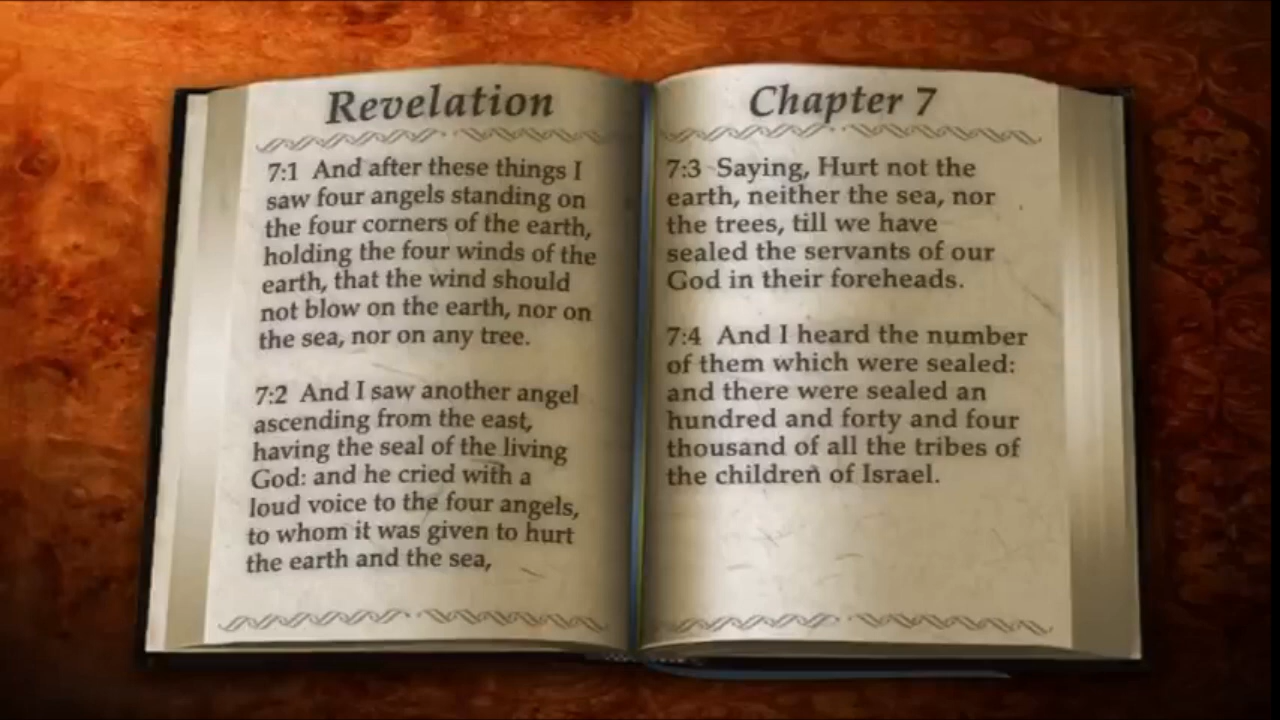 Revelation
7:1 And after these things I
saw four angels standing on
the four corners of the earth,
holding the four winds of the
earth, that the wind should
not blow on the earth, nor on
the sea, nor on any tree.
7:2 And I saw another angel
ascending from the east,
having the seal of the living
God: and he cried with a
loud voice to the four angels,
to whom it was given to hurt
the earth and the sea,
Chapter 7
7:3 Saying, Hurt not the
earth, neither the sea, nor
the trees, till we have
sealed the servants of our
God in their foreheads.
7:4 And I heard the number
of them which were sealed:
and there were sealed an
hundred and forty and four
thousand of all the tribes of
the children of Israel.